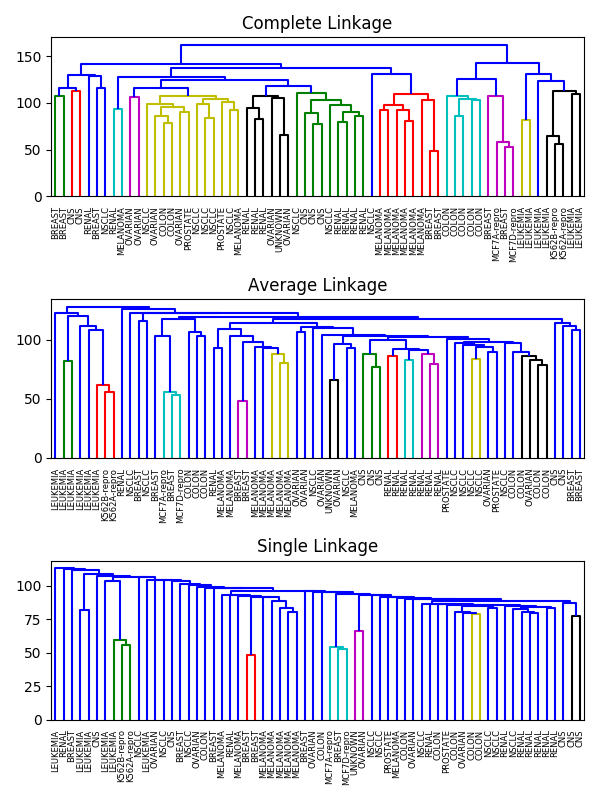 Complete Linkage
150
100
50
0
BREAST
BREAST
CNS
CNS
RENAL
BREAST
NSCLC
RENAL
MELANOMA
OVARIAN
OVARIAN
NSCLC
OVARIAN
COLON
COLON
OVARIAN
PROSTATE
NSCLC
NSCLC
NSCLC
PROSTATE
NSCLC
MELANOMA
RENAL
RENAL
RENAL
OVARIAN
UNKNOWN
OVARIAN
NSCLC
CNS
CNS
CNS
NSCLC
RENAL
RENAL
RENAL
RENAL
NSCLC
MELANOMA
MELANOMA
MELANOMA
MELANOMA
MELANOMA
MELANOMA
BREAST
BREAST
COLON
COLON
COLON
COLON
COLON
BREAST
MCF7A-repro
BREAST
MCF7D-repro
LEUKEMIA
LEUKEMIA
LEUKEMIA
LEUKEMIA
K562B-repro
K562A-repro
LEUKEMIA
LEUKEMIA
Average Linkage
100
50
0
LEUKEMIA
LEUKEMIA
LEUKEMIA
LEUKEMIA
LEUKEMIA
LEUKEMIA
K562B-repro
K562A-repro
RENAL
NSCLC
BREAST
NSCLC
BREAST
MCF7A-repro
BREAST
MCF7D-repro
COLON
COLON
COLON
RENAL
MELANOMA
MELANOMA
BREAST
BREAST
MELANOMA
MELANOMA
MELANOMA
MELANOMA
MELANOMA
OVARIAN
OVARIAN
NSCLC
OVARIAN
UNKNOWN
OVARIAN
NSCLC
MELANOMA
CNS
CNS
CNS
RENAL
RENAL
RENAL
RENAL
RENAL
RENAL
RENAL
PROSTATE
NSCLC
NSCLC
NSCLC
NSCLC
OVARIAN
PROSTATE
NSCLC
COLON
COLON
OVARIAN
COLON
COLON
CNS
CNS
BREAST
BREAST
Single Linkage
100
75
50
25
0
LEUKEMIA
RENAL
BREAST
LEUKEMIA
LEUKEMIA
CNS
LEUKEMIA
LEUKEMIA
K562B-repro
K562A-repro
NSCLC
LEUKEMIA
OVARIAN
NSCLC
CNS
BREAST
NSCLC
OVARIAN
COLON
BREAST
MELANOMA
RENAL
MELANOMA
BREAST
BREAST
MELANOMA
MELANOMA
MELANOMA
MELANOMA
MELANOMA
BREAST
OVARIAN
COLON
MCF7A-repro
BREAST
MCF7D-repro
UNKNOWN
OVARIAN
NSCLC
NSCLC
PROSTATE
MELANOMA
COLON
OVARIAN
NSCLC
RENAL
COLON
PROSTATE
COLON
OVARIAN
COLON
COLON
NSCLC
NSCLC
RENAL
NSCLC
RENAL
RENAL
RENAL
RENAL
RENAL
CNS
CNS
CNS